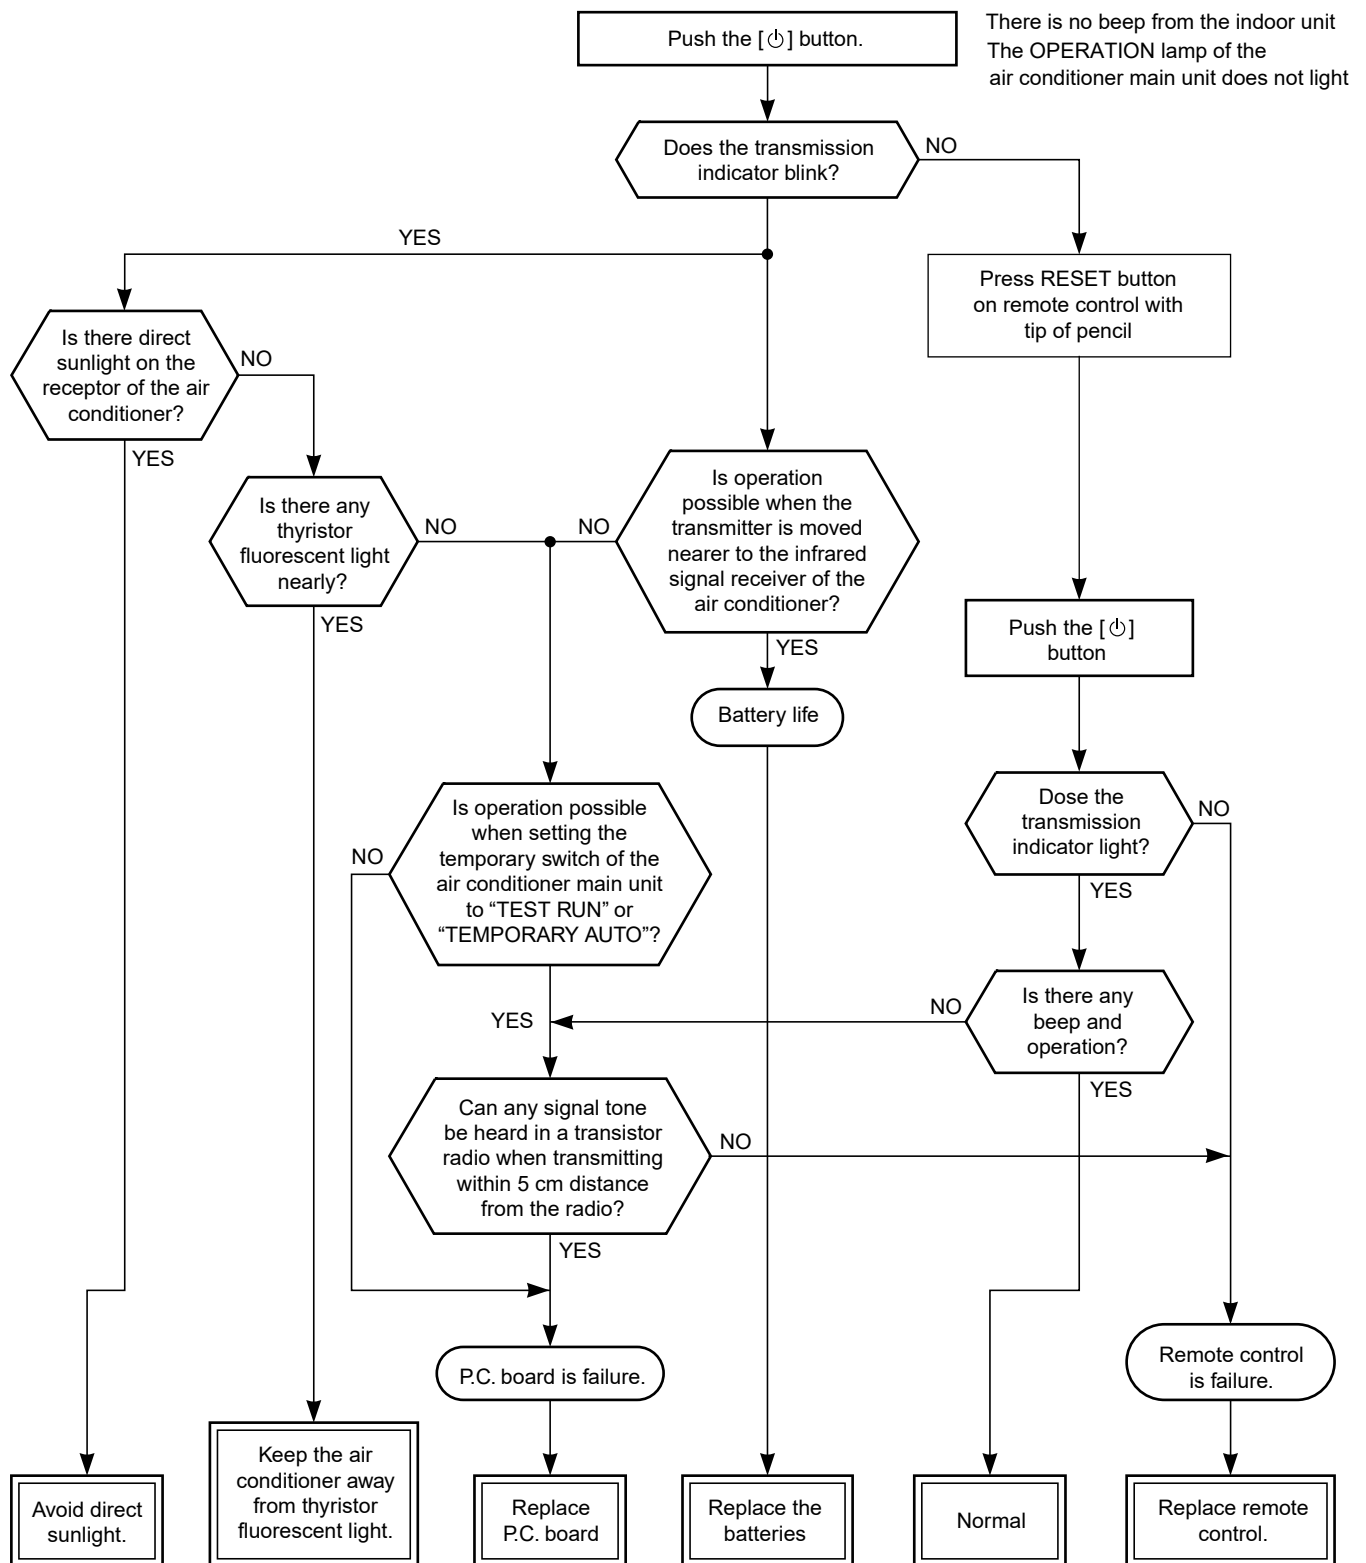 Push the [⏻] button.
There is no beep from the indoor unit
The OPERATION lamp of the
air conditioner main unit does not light
Does the transmission
indicator blink?
NO
YES
Press RESET button
on remote control with
tip of pencil
Is there direct
sunlight on the
receptor of the air
conditioner?
NO
YES
Is there any
thyristor
fluorescent light
nearly?
NO
YES
NO
Is operation
possible when the
transmitter is moved
nearer to the infrared
signal receiver of the
air conditioner?
YES
Push the [⏻]
button
Battery life
Is operation possible
when setting the
temporary switch of the
air conditioner main unit
to “TEST RUN” or
“TEMPORARY AUTO”?
NO
YES
Dose the
transmission
indicator light?
NO
YES
Is there any
beep and
operation?
NO
YES
Can any signal tone
be heard in a transistor
radio when transmitting
within 5 cm distance
from the radio?
NO
YES
P.C. board is failure.
Remote control
is failure.
Avoid direct
sunlight.
Keep the air
conditioner away
from thyristor
fluorescent light.
Replace
P.C. board
Replace the
batteries
Normal
Replace remote
control.